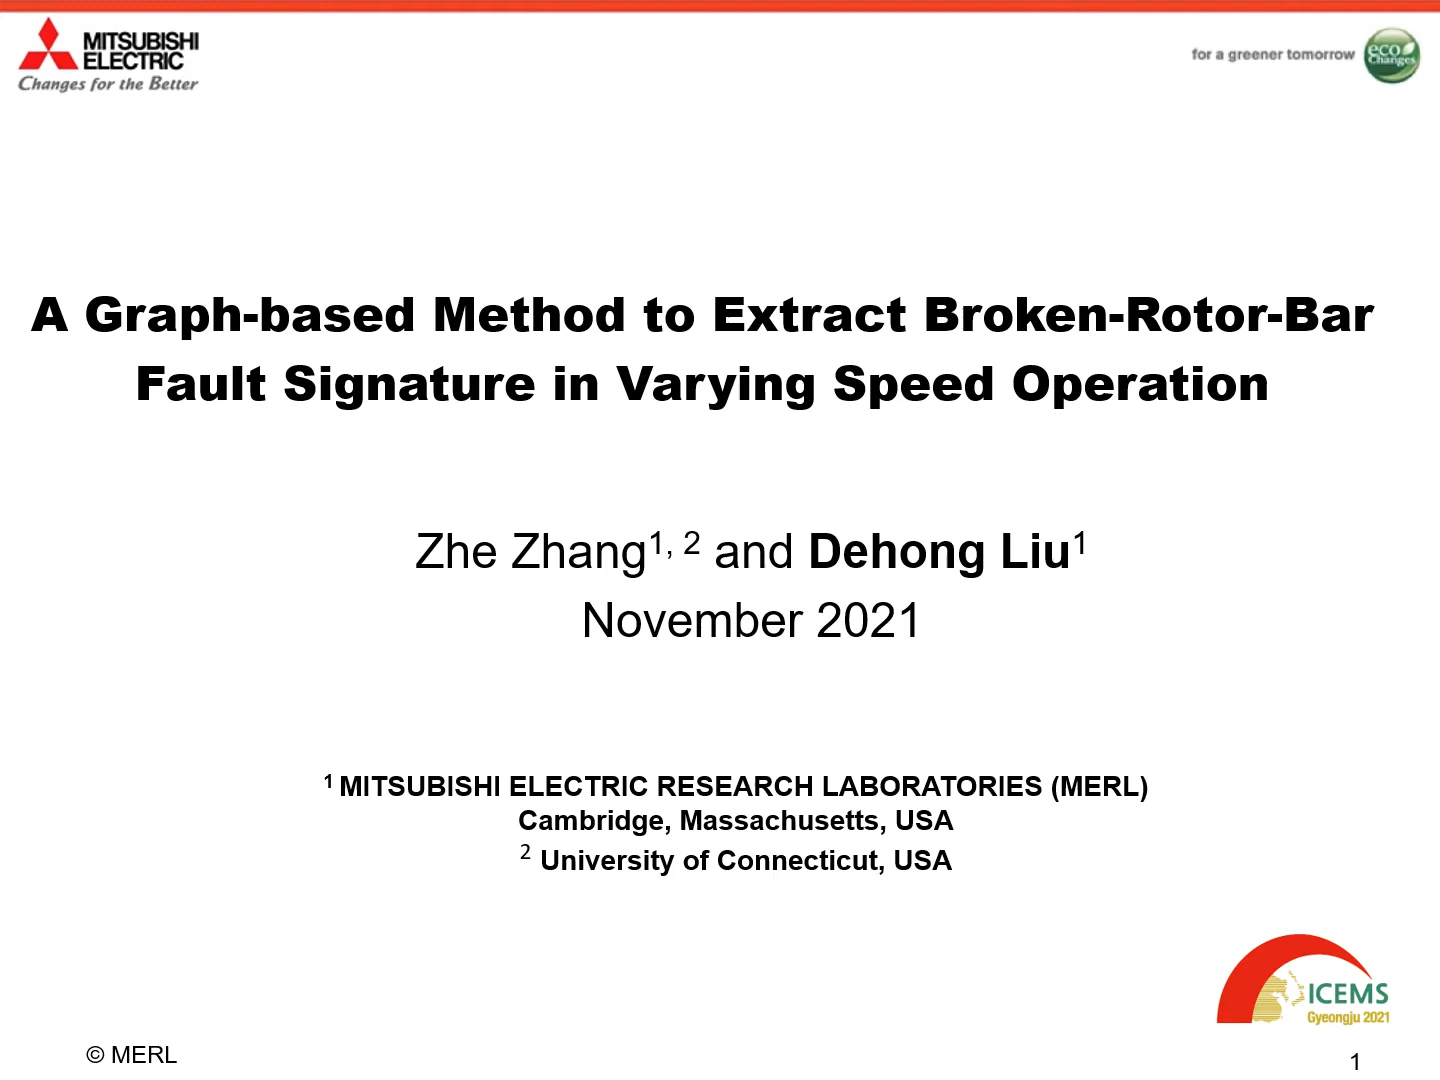 MITSUBISHI
ELECTRIC
Changes for the Better
for a greener tomorrow
eco
Changes
A Graph-based Method to Extract Broken-Rotor-Bar
Fault Signature in Varying Speed Operation
Zhe Zhang1, 2 and Dehong Liu1
November 2021
1 MITSUBISHI ELECTRIC RESEARCH LABORATORIES (MERL)
Cambridge, Massachusetts, USA
2 University of Connecticut, USA
ICEMS
Gyeongju 2021
© MERL
1